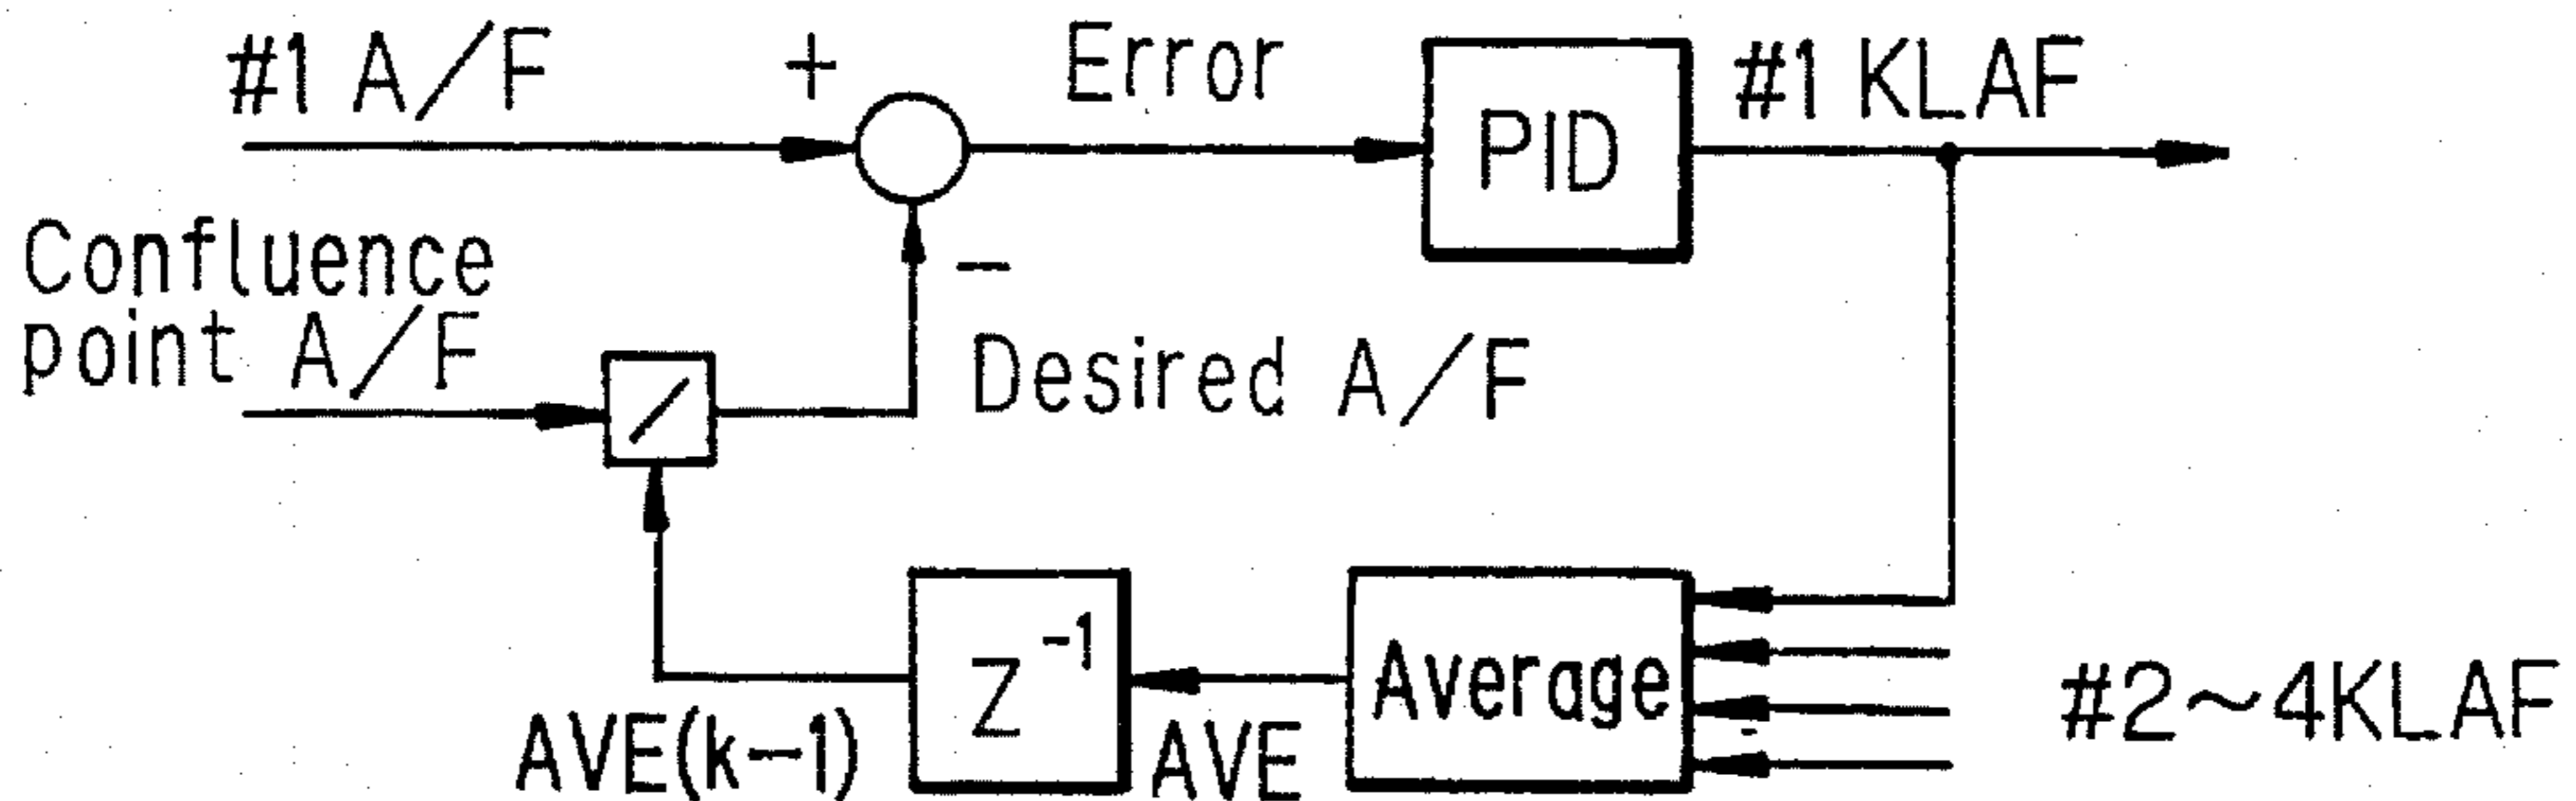 #1 A/F
+
Error
PID
#1 KLAF
Confluence
point A/F
/
−
Desired A/F
Z⁻¹
Average
#2~4KLAF
AVE(k-1)
AVE